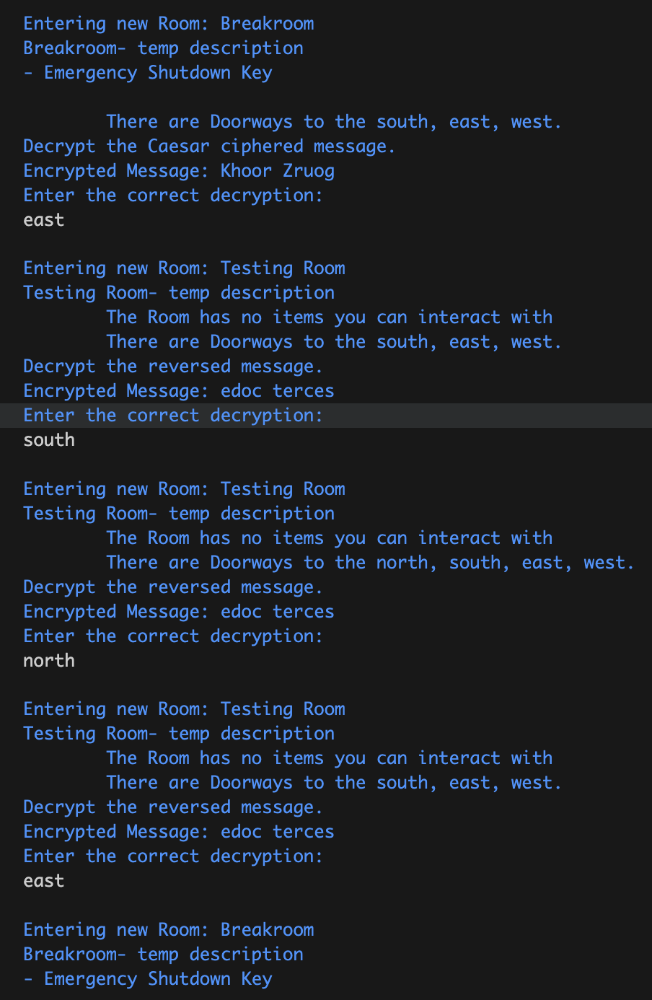 Entering new Room: Breakroom
Breakroom- temp description
- Emergency Shutdown Key
There are Doorways to the south, east, west.
Decrypt the Caesar ciphered message.
Encrypted Message: Khoor Zruog
Enter the correct decryption:
east
Entering new Room: Testing Room
Testing Room- temp description
The Room has no items you can interact with
There are Doorways to the south, east, west.
Decrypt the reversed message.
Encrypted Message: edoc terces
Enter the correct decryption:
south
Entering new Room: Testing Room
Testing Room- temp description
The Room has no items you can interact with
There are Doorways to the north, south, east, west.
Decrypt the reversed message.
Encrypted Message: edoc terces
Enter the correct decryption:
north
Entering new Room: Testing Room
Testing Room- temp description
The Room has no items you can interact with
There are Doorways to the south, east, west.
Decrypt the reversed message.
Encrypted Message: edoc terces
Enter the correct decryption:
east
Entering new Room: Breakroom
Breakroom- temp description
- Emergency Shutdown Key